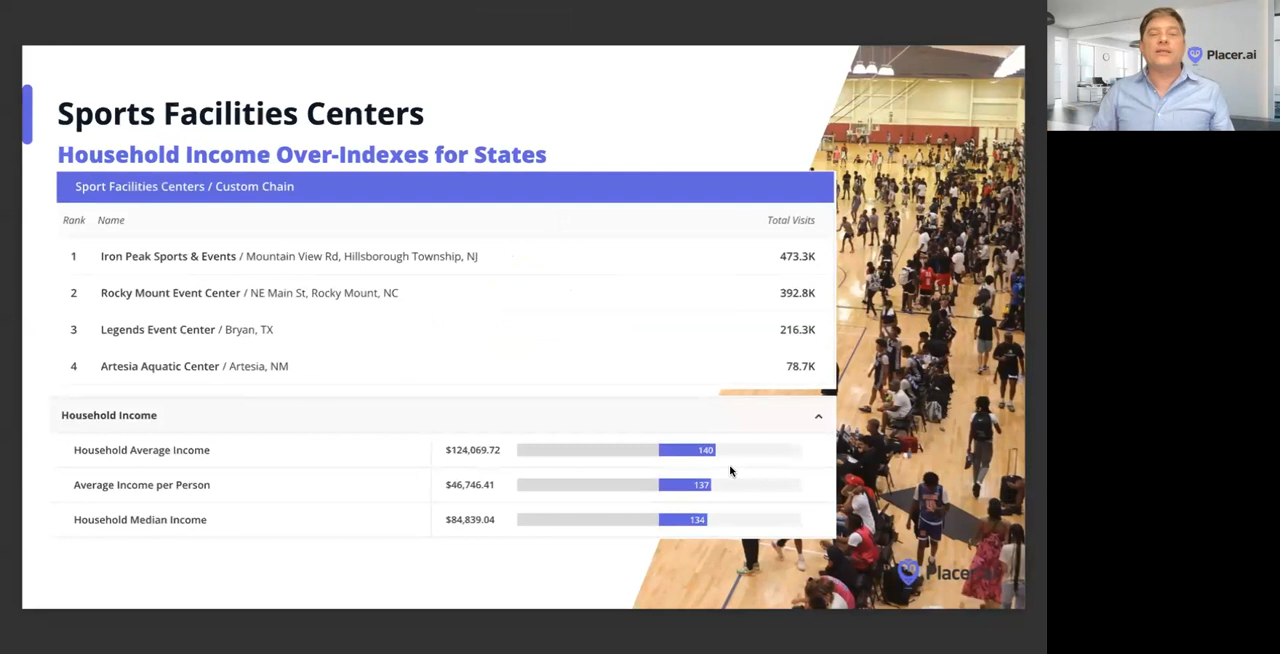 Sports Facilities Centers
Household Income Over-Indexes for States
Sport Facilities Centers / Custom Chain
Rank Name Total Visits
1 Iron Peak Sports & Events / Mountain View Rd, Hillsborough Township, NJ 473.3K
2 Rocky Mount Event Center / NE Main St, Rocky Mount, NC 392.8K
3 Legends Event Center / Bryan, TX 216.3K
4 Artesia Aquatic Center / Artesia, NM 78.7K
Household Income
Household Average Income $124,069.72 140
Average Income per Person $46,746.41 137
Household Median Income $84,839.04 134
Placer.ai
Placer.ai